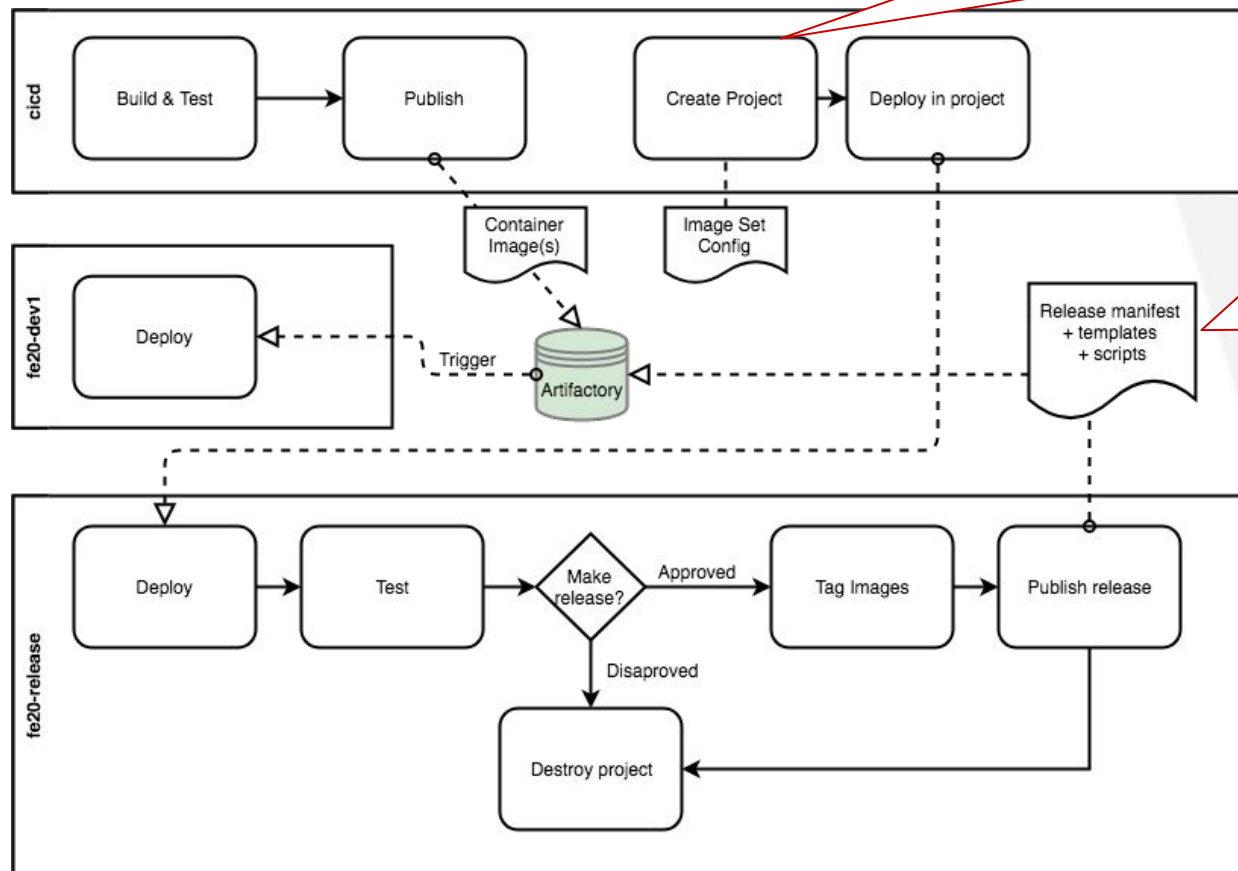 cicd
Build & Test
Publish
Create Project
Deploy in project
Container
Image(s)
Image Set
Config
fe20-dev1
Deploy
Trigger
Artifactory
Release manifest
+ templates
+ scripts
fe20-release
Deploy
Test
Make
release?
Approved
Tag Images
Publish release
Disaproved
Destroy project